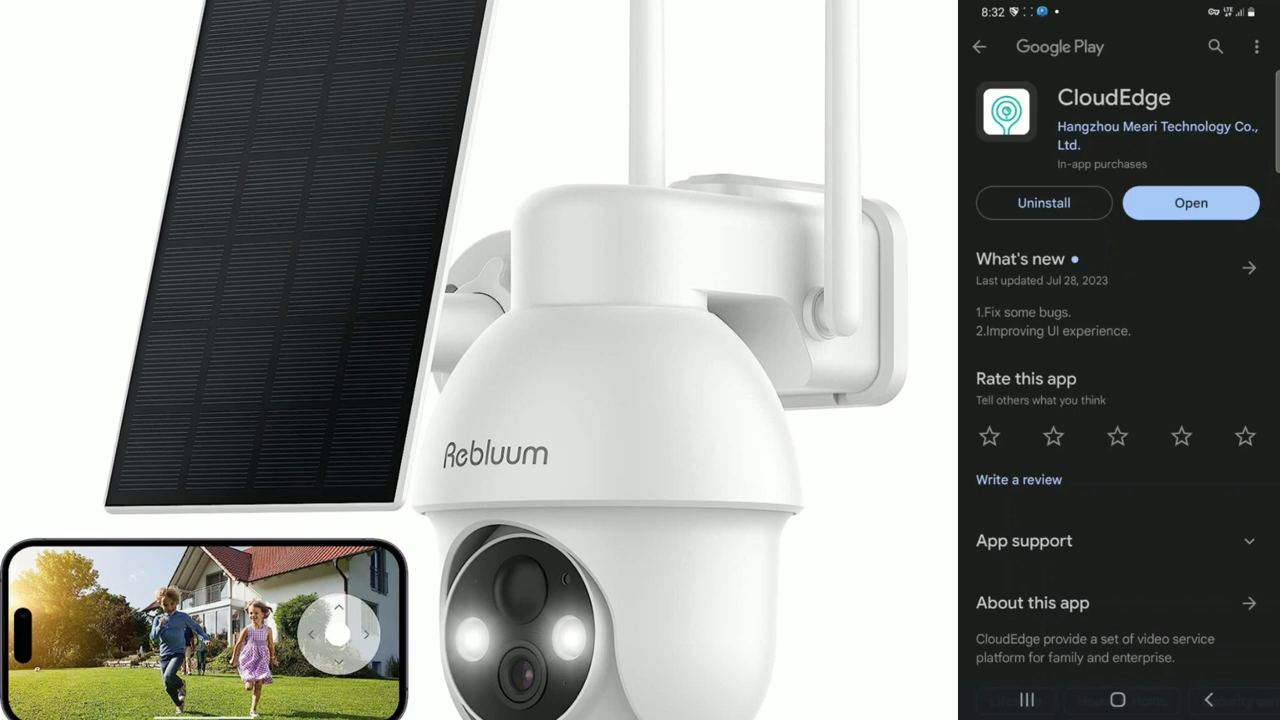 Rebluum
8:32
LTE
Google Play
CloudEdge
Hangzhou Meari Technology Co.,
Ltd.
In-app purchases
Uninstall
Open
What's new
Last updated Jul 28, 2023
1.Fix some bugs.
2.Improving UI experience.
Rate this app
Tell others what you think
Write a review
App support
About this app
CloudEdge provide a set of video service
platform for family and enterprise.